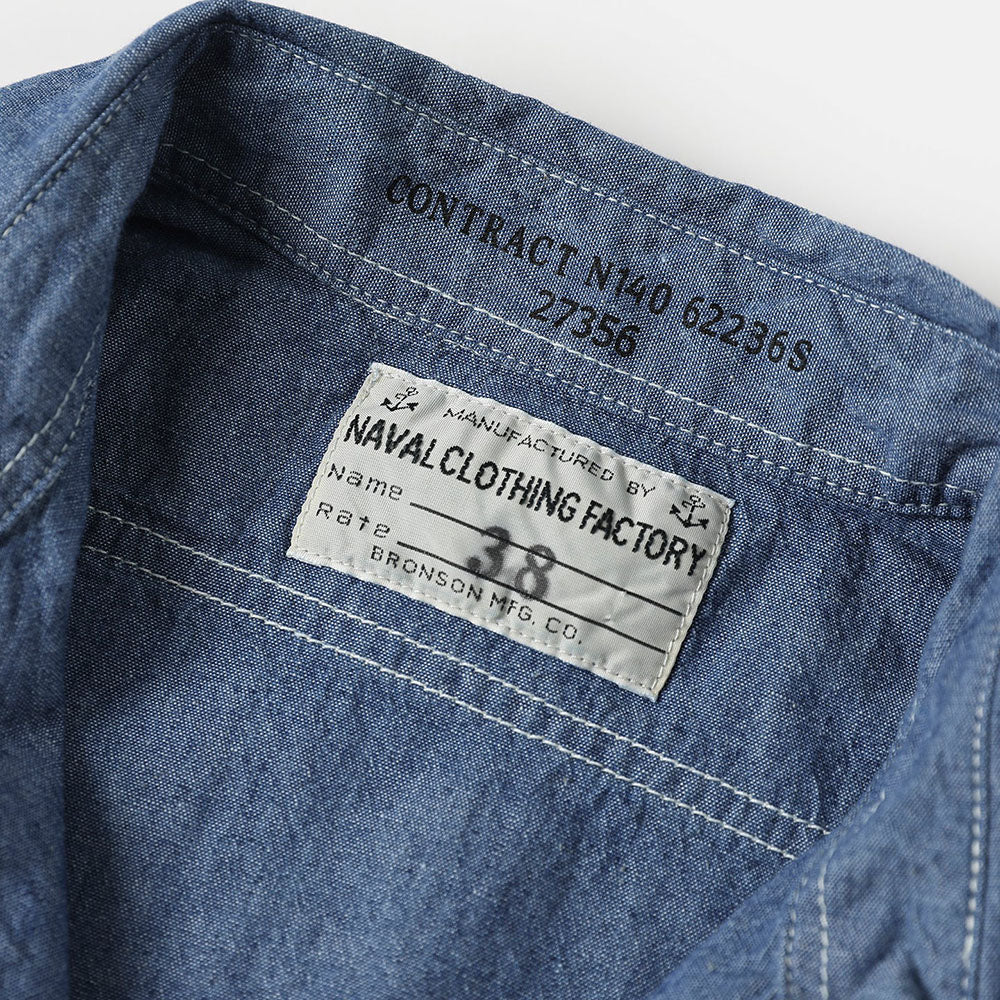 CONTRACT N140 62236S
27356
MANUFACTURED BY
NAVAL CLOTHING FACTORY
Name
Rate
38
BRONSON MFG. CO.